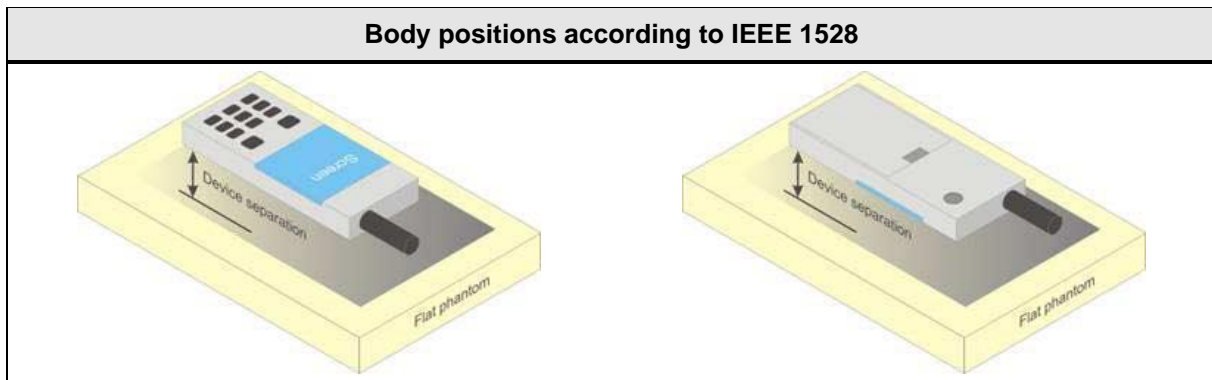 Body positions according to IEEE 1528
Screen
Device separation
Flat phantom
Device separation
Flat phantom